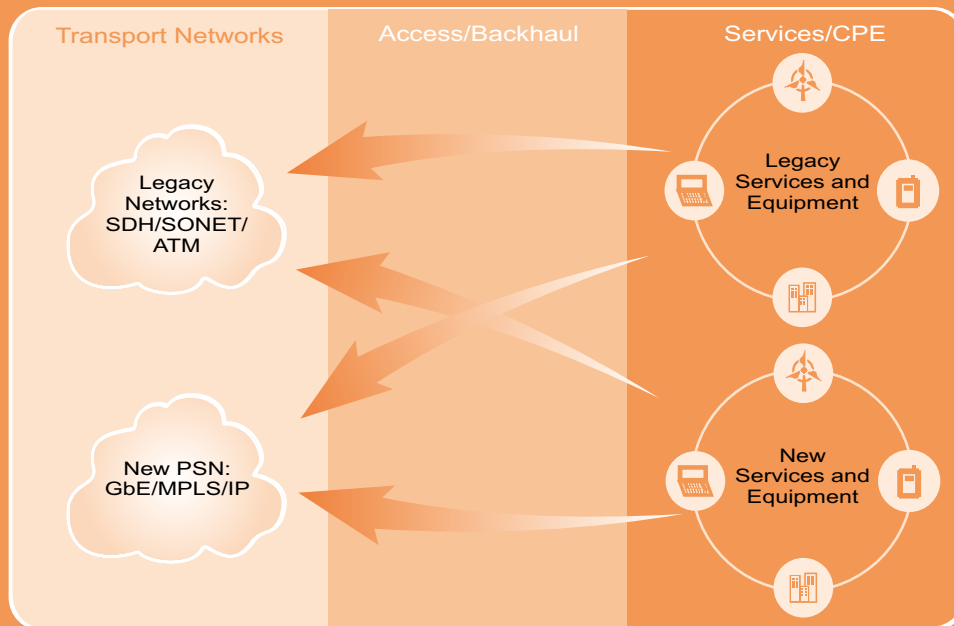 Transport Networks
Access/Backhaul
Services/CPE
Legacy
Networks:
SDH/SONET/
ATM
Legacy
Services and
Equipment
New PSN:
GbE/MPLS/IP
New
Services and
Equipment